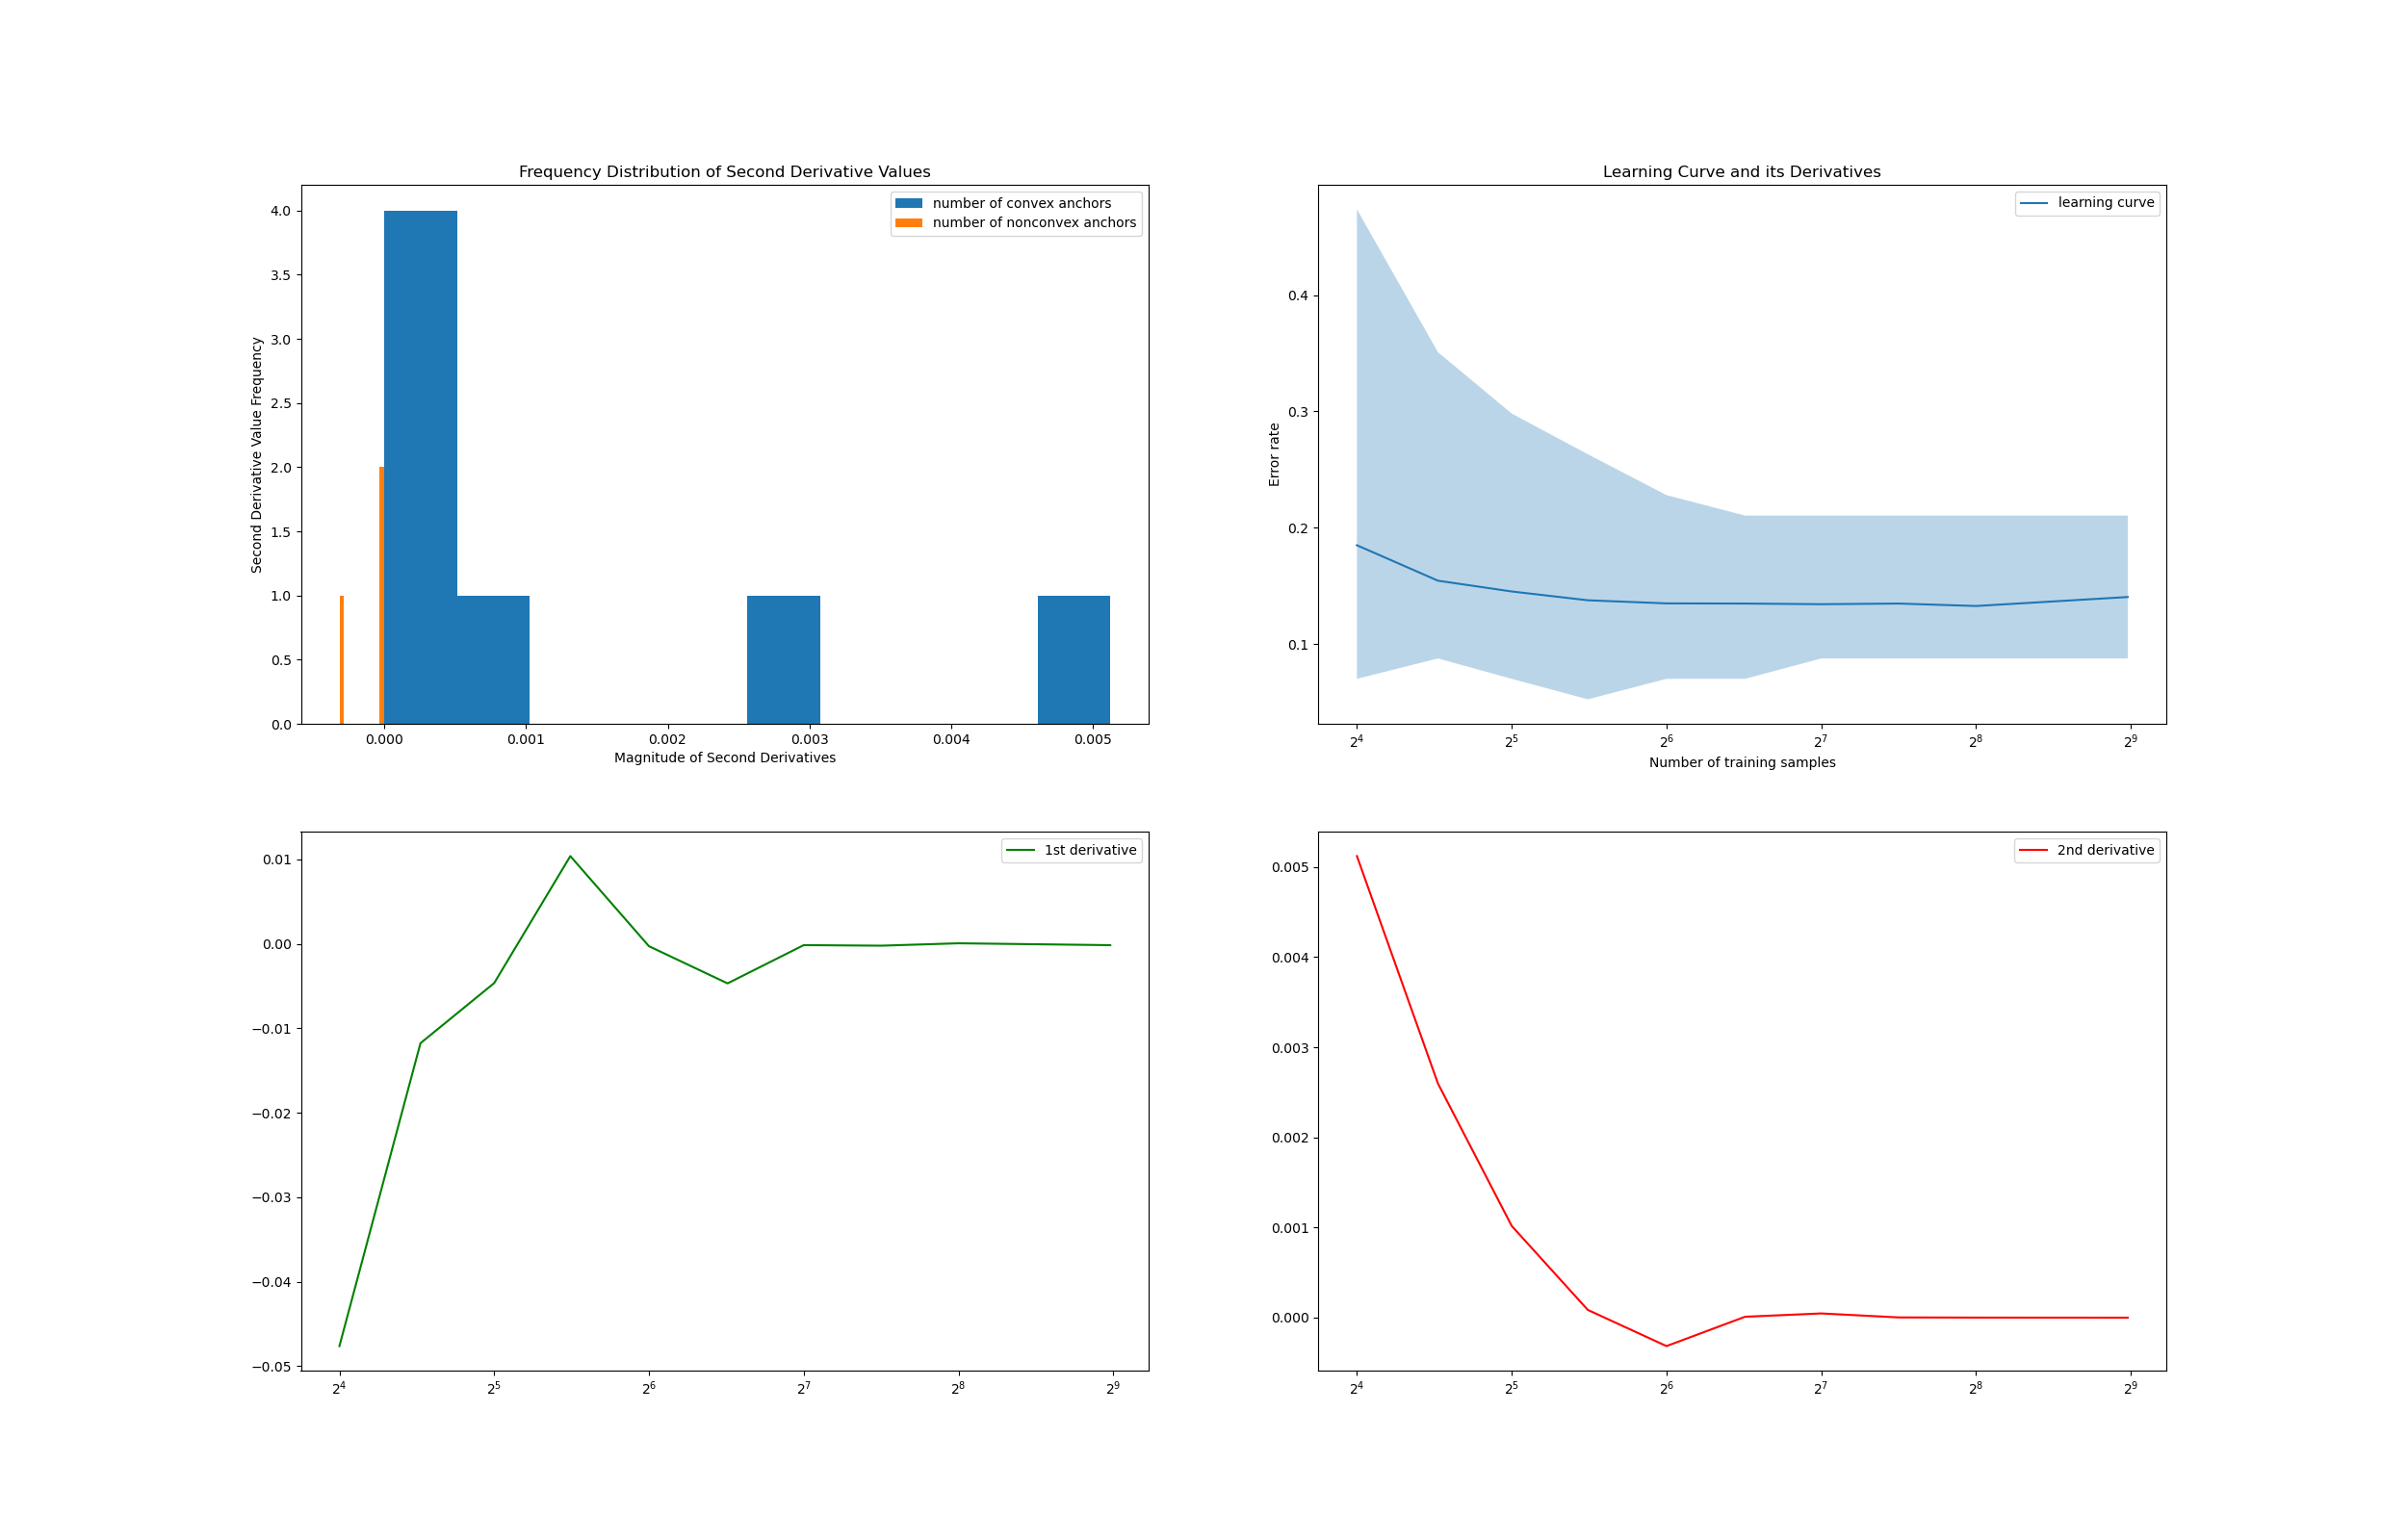 Frequency Distribution of Second Derivative Values
number of convex anchors
number of nonconvex anchors
4.0
3.5
3.0
2.5
2.0
1.5
1.0
0.5
0.0
Second Derivative Value Frequency
0.000 0.001 0.002 0.003 0.004 0.005
Magnitude of Second Derivatives
Learning Curve and its Derivatives
learning curve
0.4
0.3
0.2
0.1
Error rate
2⁴ 2⁵ 2⁶ 2⁷ 2⁸ 2⁹
Number of training samples
1st derivative
0.01
0.00
−0.01
−0.02
−0.03
−0.04
−0.05
2⁴ 2⁵ 2⁶ 2⁷ 2⁸ 2⁹
2nd derivative
0.005
0.004
0.003
0.002
0.001
0.000
2⁴ 2⁵ 2⁶ 2⁷ 2⁸ 2⁹